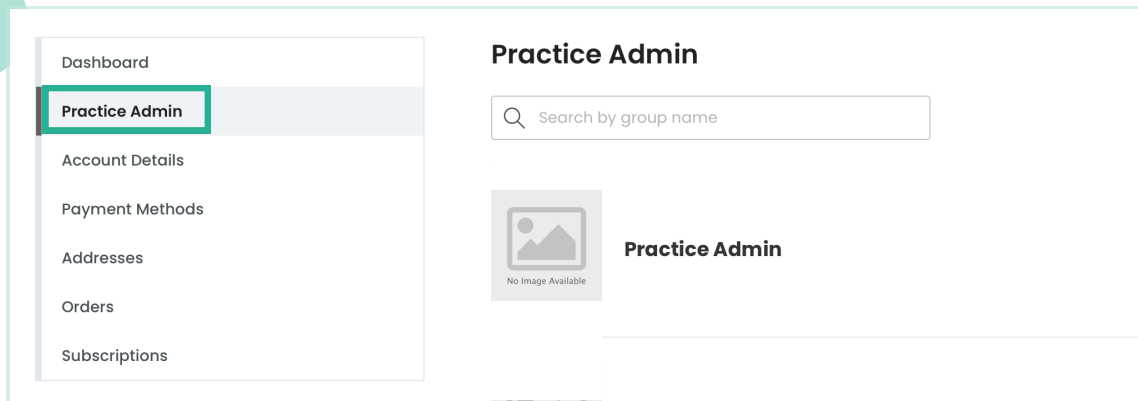 Dashboard
Practice Admin
Account Details
Payment Methods
Addresses
Orders
Subscriptions
Practice Admin
Search by group name
No Image Available
Practice Admin